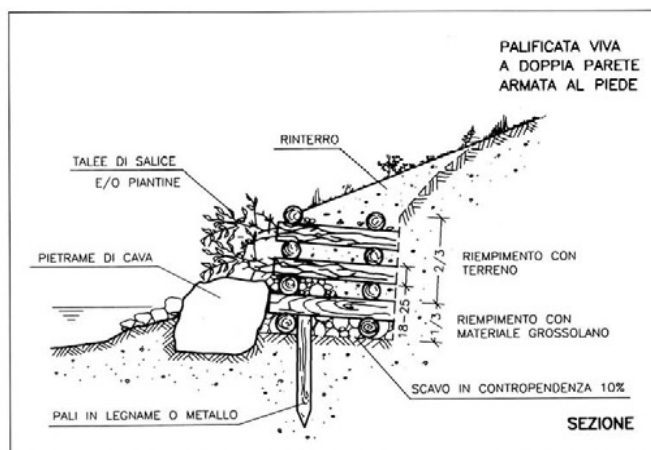 PALIFICATA VIVA
A DOPPIA PARETE
ARMATA AL PIEDE
RINTERRO
TALEE DI SALICE
E/O PIANTINE
PIETRAME DI CAVA
RIEMPIMENTO CON
TERRENO
2/3
18-25
1/3
RIEMPIMENTO CON
MATERIALE GROSSOLANO
SCAVO IN CONTROPENDENZA 10%
PALI IN LEGNAME O METALLO
SEZIONE